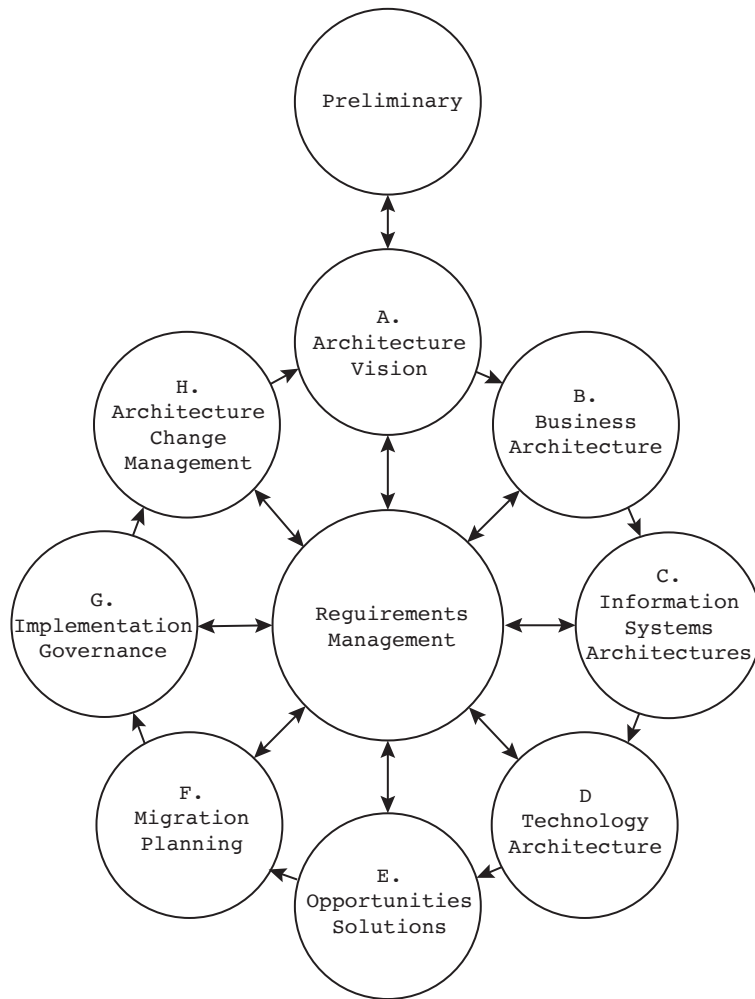 Preliminary
A.
Architecture
Vision
B.
Business
Architecture
C.
Information
Systems
Architectures
D
Technology
Architecture
E.
Opportunities
Solutions
F.
Migration
Planning
G.
Implementation
Governance
H.
Architecture
Change
Management
Reguirements
Management